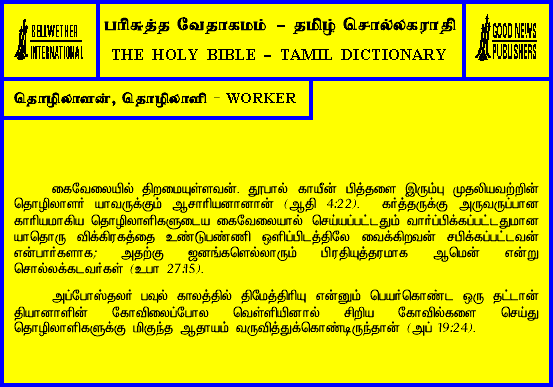 BELLWETHER
INTERNATIONAL
பரிசுத்த வேதாகமம் – தமிழ் சொல்லகராதி
THE HOLY BIBLE – TAMIL DICTIONARY
GOOD NEWS
PUBLISHERS
தொழிலாளன், தொழிலாளி – WORKER
கைவேலையில் திறமையுள்ளவன். தூபால் காயீன் பித்தளை இரும்பு முதலியவற்றின்
தொழிலாளர் யாவருக்கும் ஆசாரியனானான் (ஆதி 4:22). கர்த்தருக்கு அருவருப்பான
காரியமாகிய தொழிலாளிகளுடைய கைவேலையால் செய்யப்பட்டதும் வார்ப்பிக்கப்பட்டதுமான
யாதொரு விக்கிரகத்தை உண்டுபண்ணி ஒளிப்பிடத்திலே வைக்கிறவன் சபிக்கப்பட்டவன்
என்பார்களாக; அதற்கு ஜனங்களெல்லாரும் பிரதியுத்தரமாக ஆமென் என்று
சொல்லக்கடவர்கள் (உபா 27:15).
அப்போஸ்தலர் பவுல் காலத்தில் திமேத்திரியு என்னும் பெயர்கொண்ட ஒரு தட்டான்
தியானாளின் கோவிலைப்போல வெள்ளியினால் சிறிய கோவில்களை செய்து
தொழிலாளிகளுக்கு மிகுந்த ஆதாயம் வருவித்துக்கொண்டிருந்தான் (அப் 19:24).